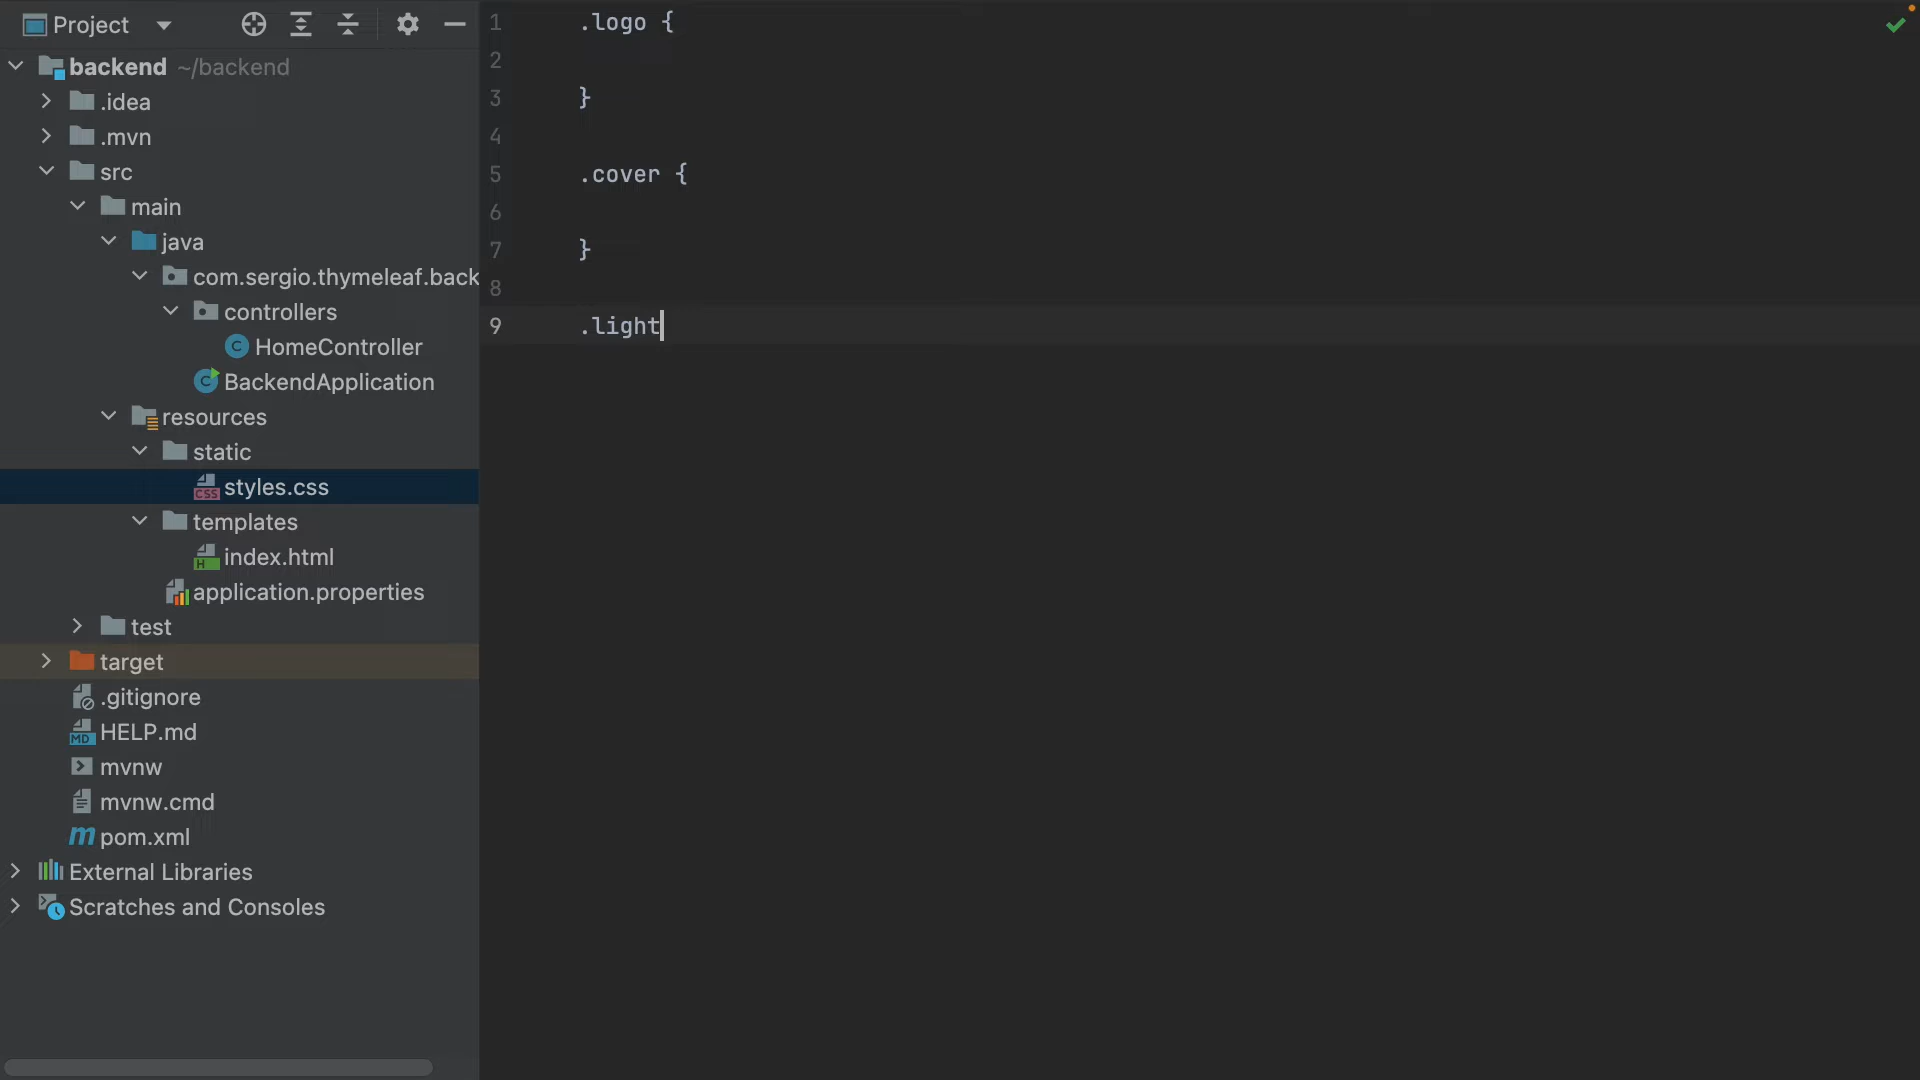 Project
backend ~/backend
.idea
.mvn
src
main
java
com.sergio.thymeleaf.back
controllers
HomeController
BackendApplication
resources
static
styles.css
templates
index.html
application.properties
test
target
.gitignore
HELP.md
mvnw
mvnw.cmd
pom.xml
External Libraries
Scratches and Consoles
1 .logo {
2
3 }
4
5 .cover {
6
7 }
8
9 .light